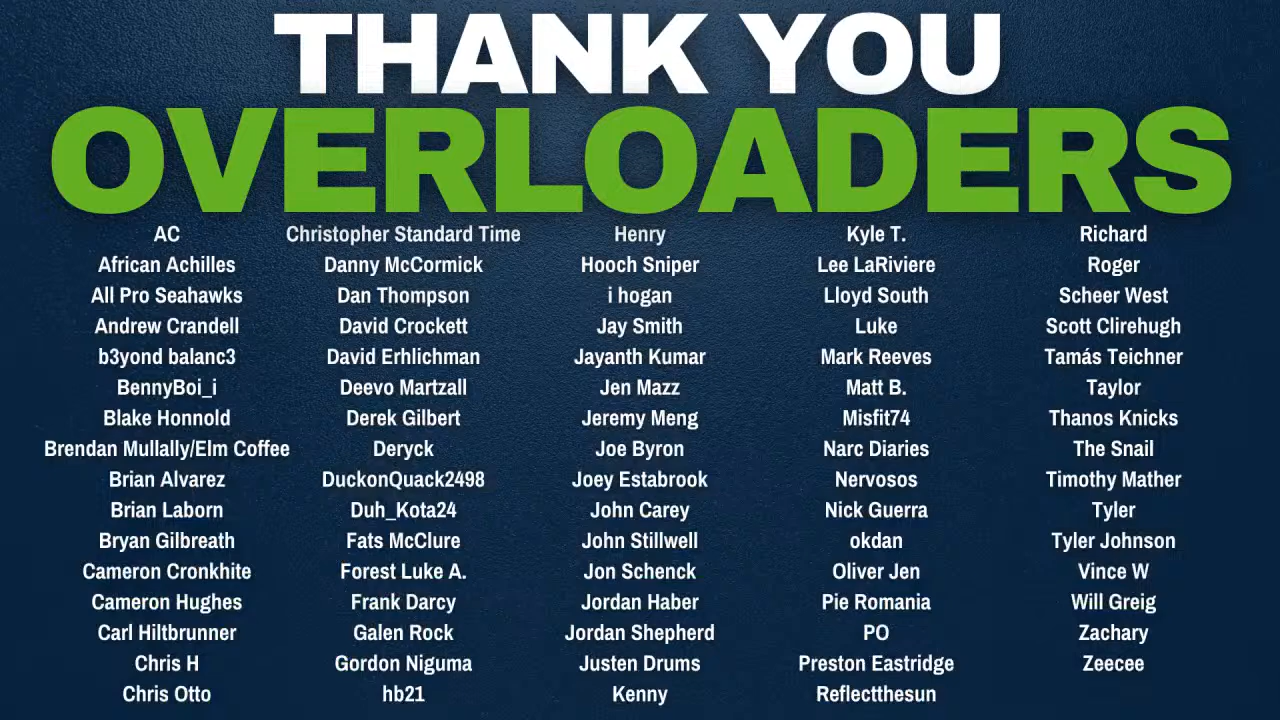 THANK YOU
OVERLOADERS
AC
African Achilles
All Pro Seahawks
Andrew Crandell
b3yond balanc3
BennyBoi_i
Blake Honnold
Brendan Mullally/Elm Coffee
Brian Alvarez
Brian Laborn
Bryan Gilbreath
Cameron Cronkhite
Cameron Hughes
Carl Hiltbrunner
Chris H
Chris Otto
Christopher Standard Time
Danny McCormick
Dan Thompson
David Crockett
David Erhlichman
Deevo Martzall
Derek Gilbert
Deryck
DuckonQuack2498
Duh_Kota24
Fats McClure
Forest Luke A.
Frank Darcy
Galen Rock
Gordon Niguma
hb21
Henry
Hooch Sniper
i hogan
Jay Smith
Jayanth Kumar
Jen Mazz
Jeremy Meng
Joe Byron
Joey Estabrook
John Carey
John Stillwell
Jon Schenck
Jordan Haber
Jordan Shepherd
Justen Drums
Kenny
Kyle T.
Lee LaRiviere
Lloyd South
Luke
Mark Reeves
Matt B.
Misfit74
Narc Diaries
Nervosos
Nick Guerra
okdan
Oliver Jen
Pie Romania
PO
Preston Eastridge
Reflectthesun
Richard
Roger
Scheer West
Scott Clirehugh
Tamás Teichner
Taylor
Thanos Knicks
The Snail
Timothy Mather
Tyler
Tyler Johnson
Vince W
Will Greig
Zachary
Zeecee